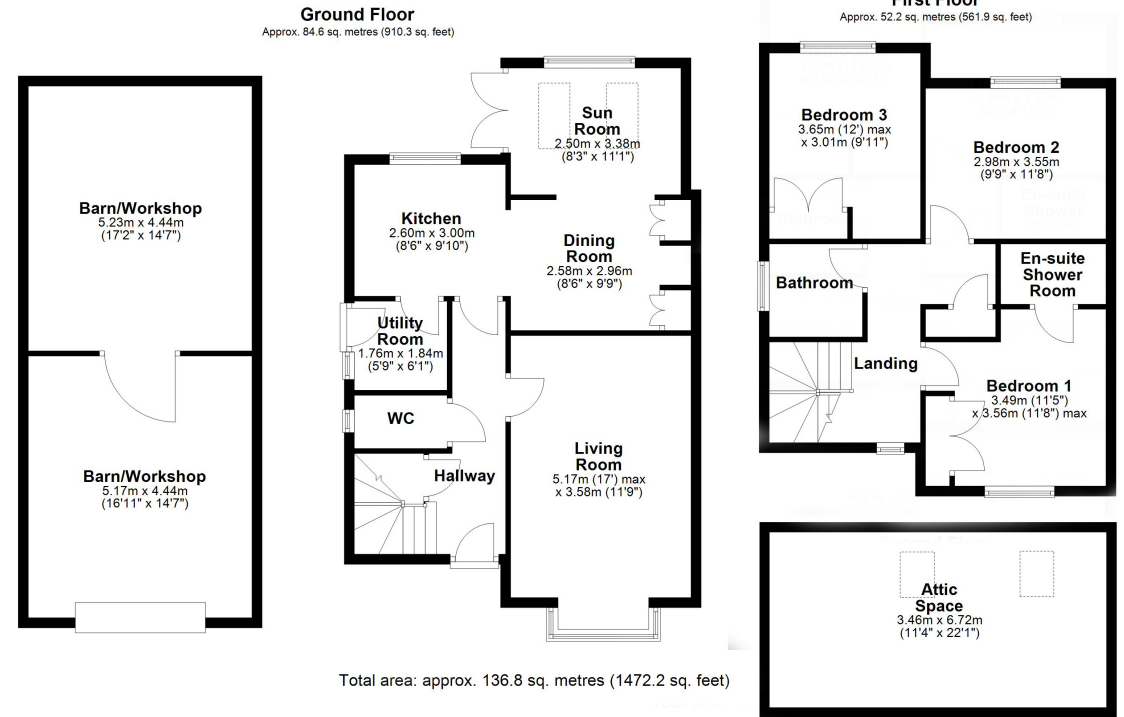 Ground Floor
Approx. 84.6 sq. metres (910.3 sq. feet)
Barn/Workshop
5.23m x 4.44m
(17'2" x 14'7")
Barn/Workshop
5.17m x 4.44m
(16'11" x 14'7")
Sun
Room
2.50m x 3.38m
(8'3" x 11'1")
Kitchen
2.60m x 3.00m
(8'6" x 9'10")
Dining
Room
2.58m x 2.96m
(8'6" x 9'9")
Utility
Room
1.76m x 1.84m
(5'9" x 6'1")
WC
Hallway
Living
Room
5.17m (17') max
x 3.58m (11'9")
First Floor
Approx. 52.2 sq. metres (561.9 sq. feet)
Bedroom 3
3.65m (12') max
x 3.01m (9'11")
Bedroom 2
2.98m x 3.55m
(9'9" x 11'8")
Bathroom
En-suite
Shower
Room
Landing
Bedroom 1
3.49m (11'5")
x 3.56m (11'8") max
Attic
Space
3.46m x 6.72m
(11'4" x 22'1")
Total area: approx. 136.8 sq. metres (1472.2 sq. feet)